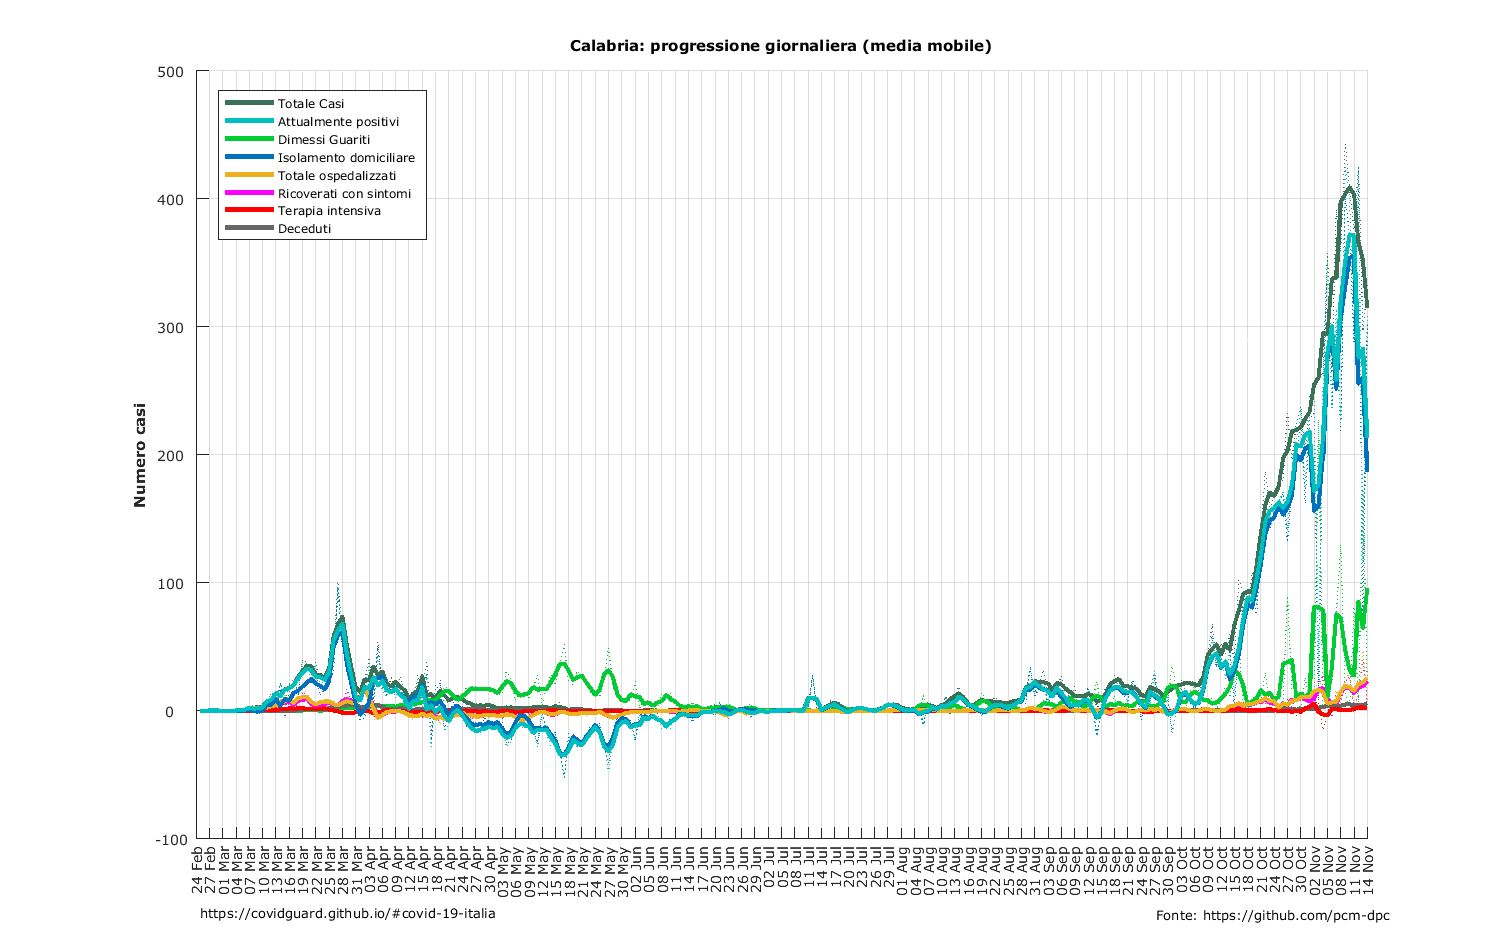 Calabria: progressione giornaliera (media mobile)
Numero casi
500
400
300
200
100
0
-100
Totale Casi
Attualmente positivi
Dimessi Guariti
Isolamento domiciliare
Totale ospedalizzati
Ricoverati con sintomi
Terapia intensiva
Deceduti
24 Feb
27 Feb
01 Mar
04 Mar
07 Mar
10 Mar
13 Mar
16 Mar
19 Mar
22 Mar
25 Mar
28 Mar
31 Mar
03 Apr
06 Apr
09 Apr
12 Apr
15 Apr
18 Apr
21 Apr
24 Apr
27 Apr
30 Apr
03 May
06 May
09 May
12 May
15 May
18 May
21 May
24 May
27 May
30 May
02 Jun
05 Jun
08 Jun
11 Jun
14 Jun
17 Jun
20 Jun
23 Jun
26 Jun
29 Jun
02 Jul
05 Jul
08 Jul
11 Jul
14 Jul
17 Jul
20 Jul
23 Jul
26 Jul
29 Jul
01 Aug
04 Aug
07 Aug
10 Aug
13 Aug
16 Aug
19 Aug
22 Aug
25 Aug
28 Aug
31 Aug
03 Sep
06 Sep
09 Sep
12 Sep
15 Sep
18 Sep
21 Sep
24 Sep
27 Sep
30 Sep
03 Oct
06 Oct
09 Oct
12 Oct
15 Oct
18 Oct
21 Oct
24 Oct
27 Oct
30 Oct
02 Nov
05 Nov
08 Nov
11 Nov
14 Nov
https://covidguard.github.io/#covid-19-italia
Fonte: https://github.com/pcm-dpc